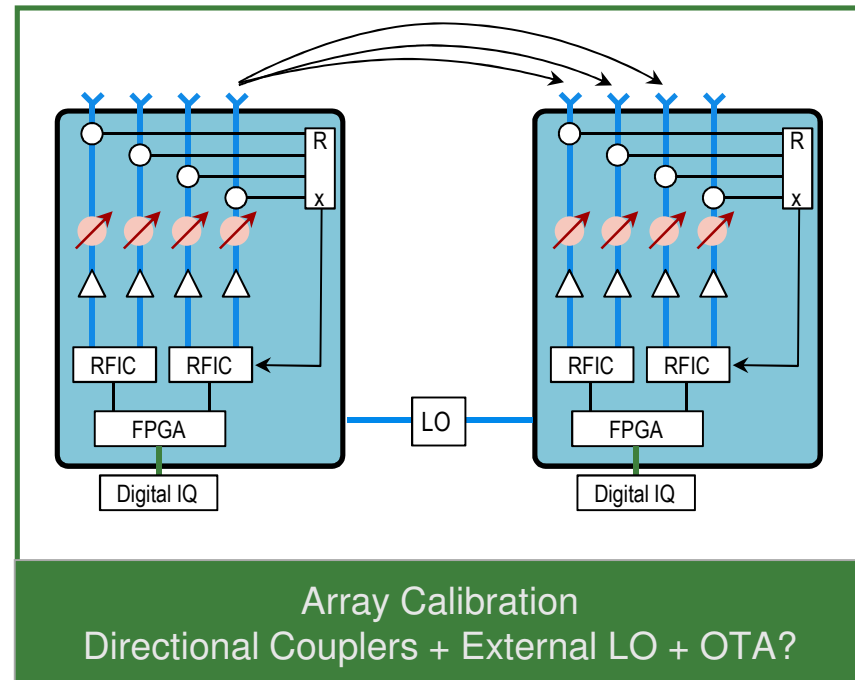 R
x
RFIC
RFIC
FPGA
Digital IQ
LO
R
x
RFIC
RFIC
FPGA
Digital IQ
Array Calibration
Directional Couplers + External LO + OTA?